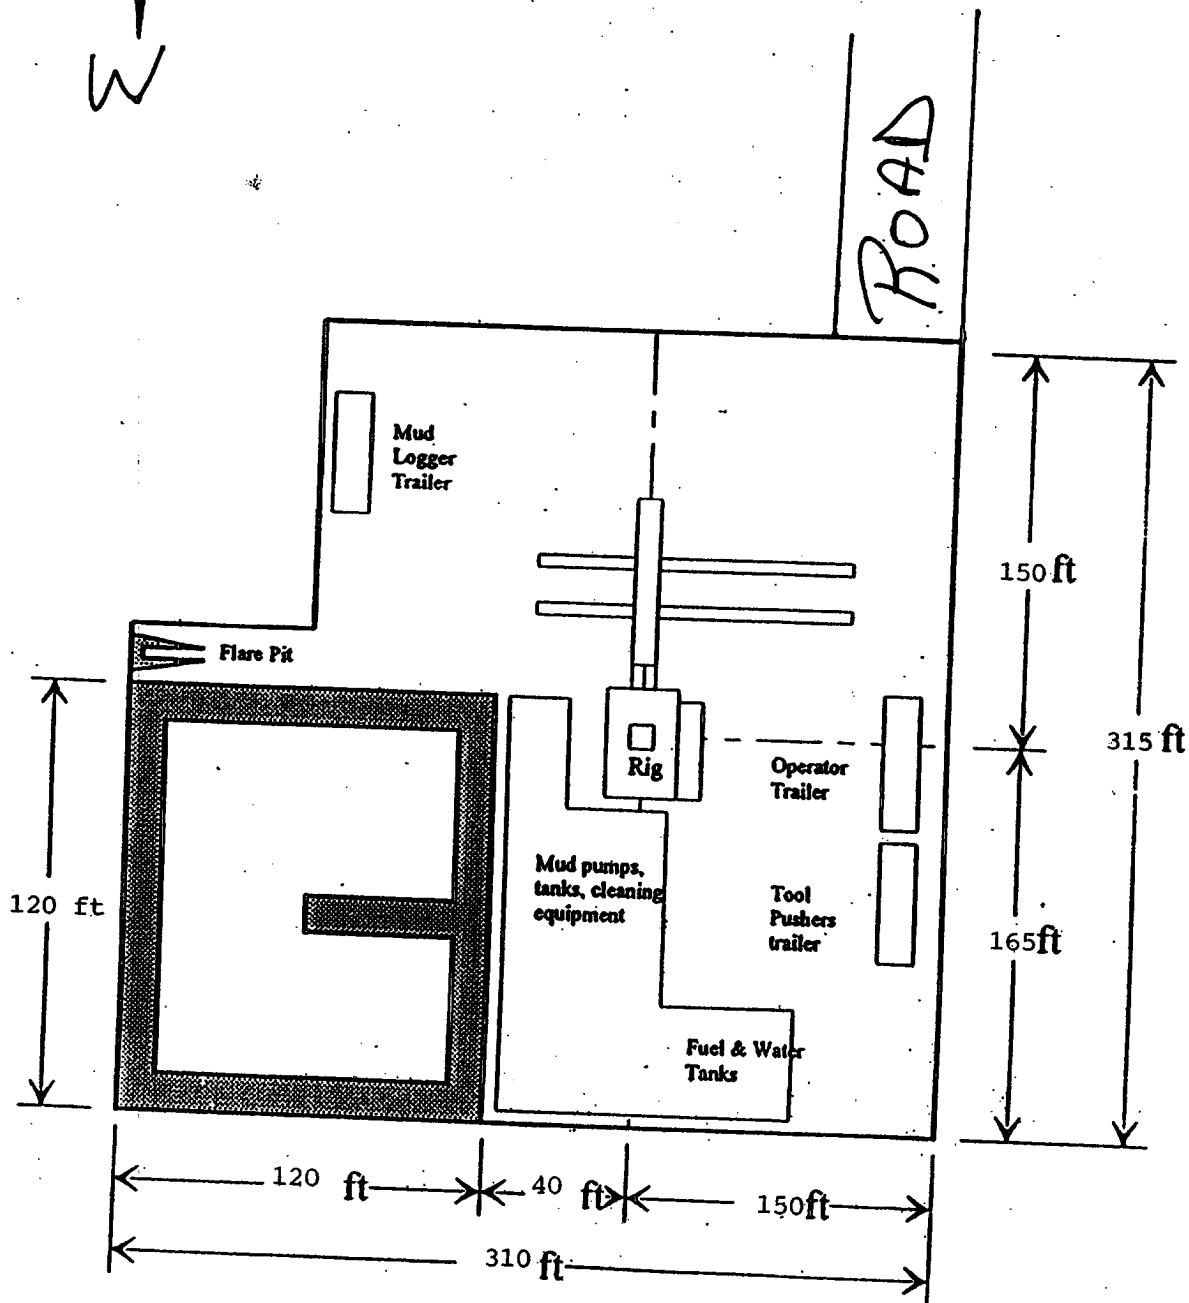 W
ROAD
Mud
Logger
Trailer
150 ft
Flare Pit
315 ft
Rig
Operator
Trailer
Mud pumps,
tanks, cleaning
equipment
120 ft
Tool
Pushers
trailer
165ft
Fuel & Water
Tanks
120 ft
40 ft
150ft
310 ft